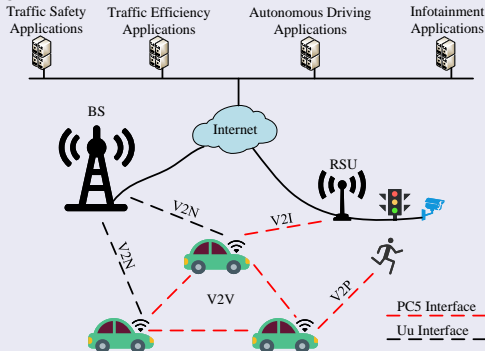 Traffic Safety
Applications
Traffic Efficiency
Applications
Autonomous Driving
Applications
Infotainment
Applications
BS
Internet
RSU
V2N
V2I
V2N
V2V
V2P
PC5 Interface
Uu Interface